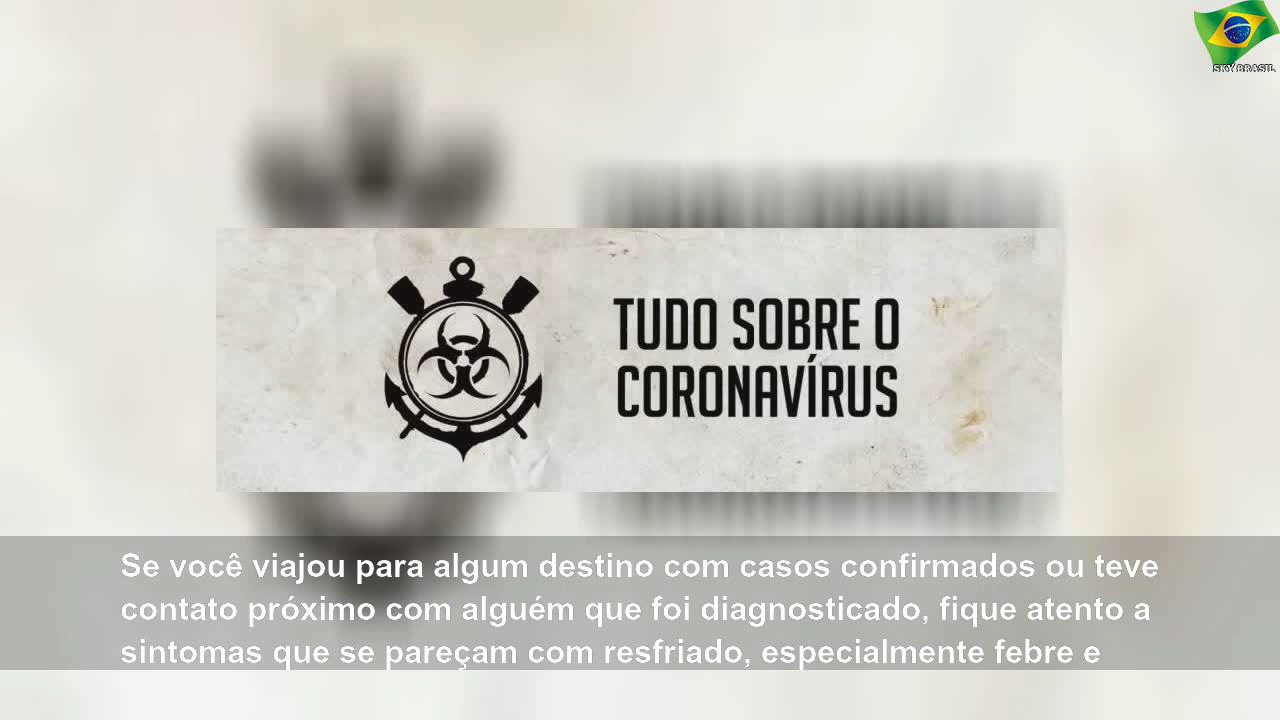 SKY BRASIL
TUDO SOBRE O
CORONAVÍRUS
Se você viajou para algum destino com casos confirmados ou teve
contato próximo com alguém que foi diagnosticado, fique atento a
sintomas que se pareçam com resfriado, especialmente febre e